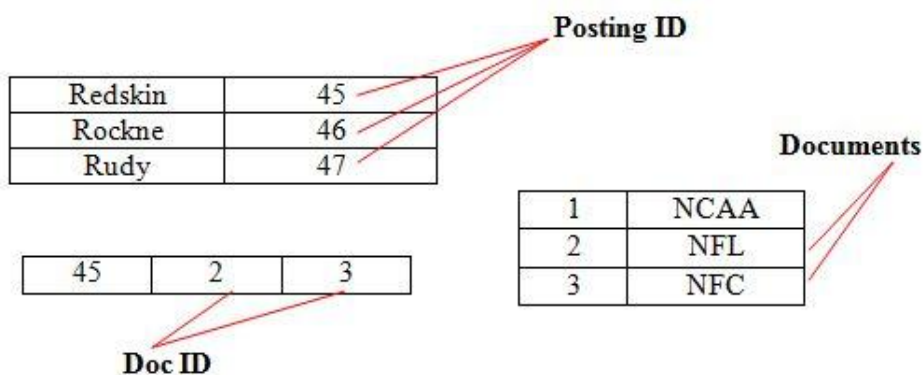 Posting ID
Redskin 45
Rockne 46
Rudy 47
Documents
1 NCAA
2 NFL
3 NFC
45 2 3
Doc ID